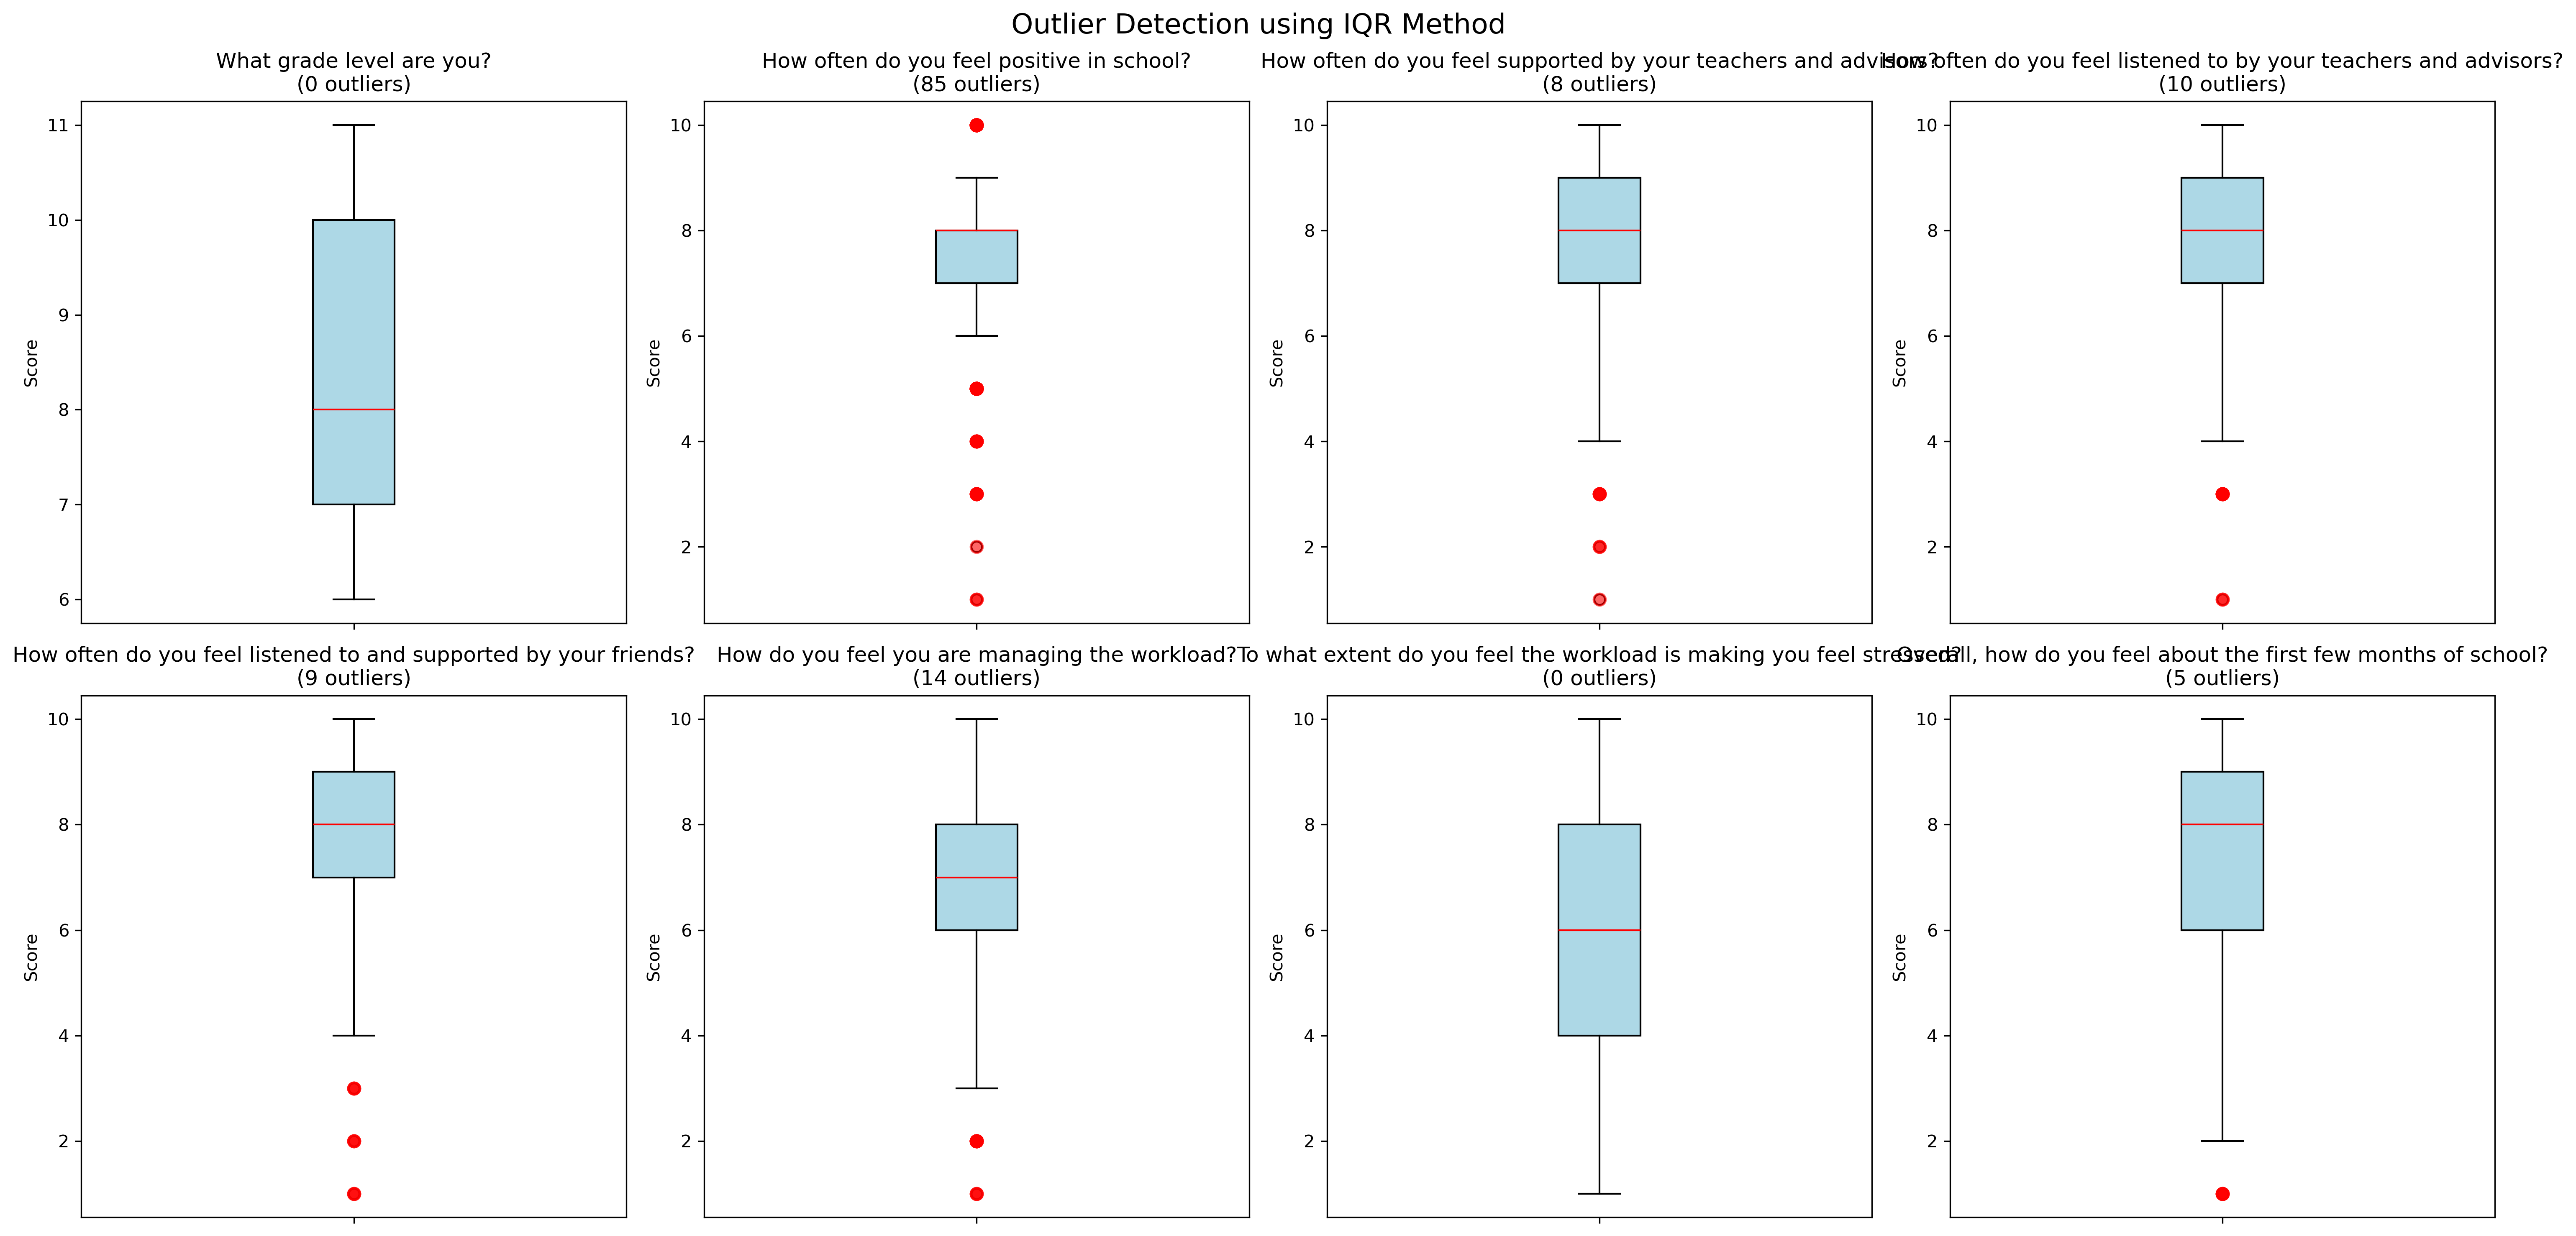 Outlier Detection using IQR Method
What grade level are you?
(0 outliers)
How often do you feel positive in school?
(85 outliers)
How often do you feel supported by your teachers and advisors?
(8 outliers)
How often do you feel listened to by your teachers and advisors?
(10 outliers)
Score
11
10
9
8
7
6
Score
10
8
6
4
2
Score
10
8
6
4
2
Score
10
8
6
4
2
How often do you feel listened to and supported by your friends?
(9 outliers)
How do you feel you are managing the workload?
(14 outliers)
To what extent do you feel the workload is making you feel stressed?
(0 outliers)
Overall, how do you feel about the first few months of school?
(5 outliers)
Score
10
8
6
4
2
Score
10
8
6
4
2
Score
10
8
6
4
2
Score
10
8
6
4
2